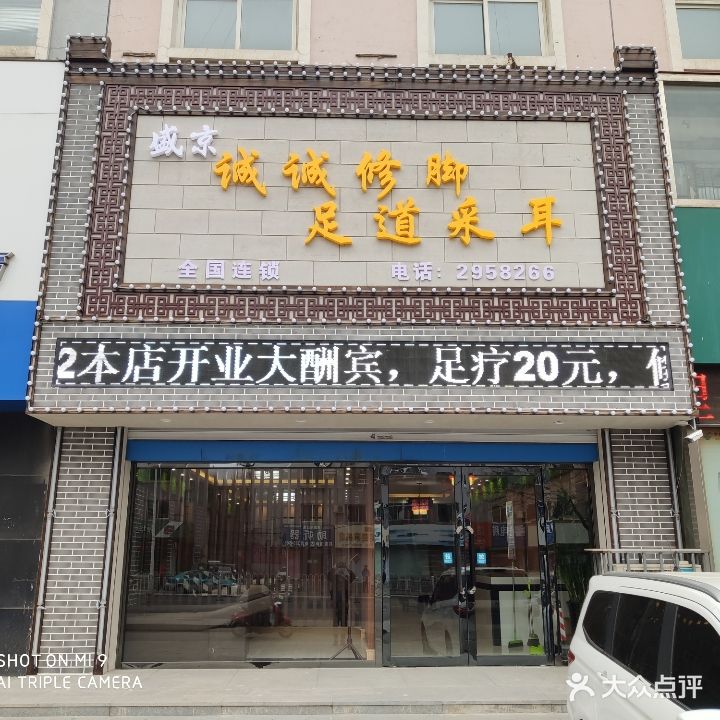 盛京
诚诚修脚
足道采耳
全国连锁 电话: 2958266
2本店开业大酬宾，足疗20元，
SHOT ON MI 9
AI TRIPLE CAMERA
大众点评